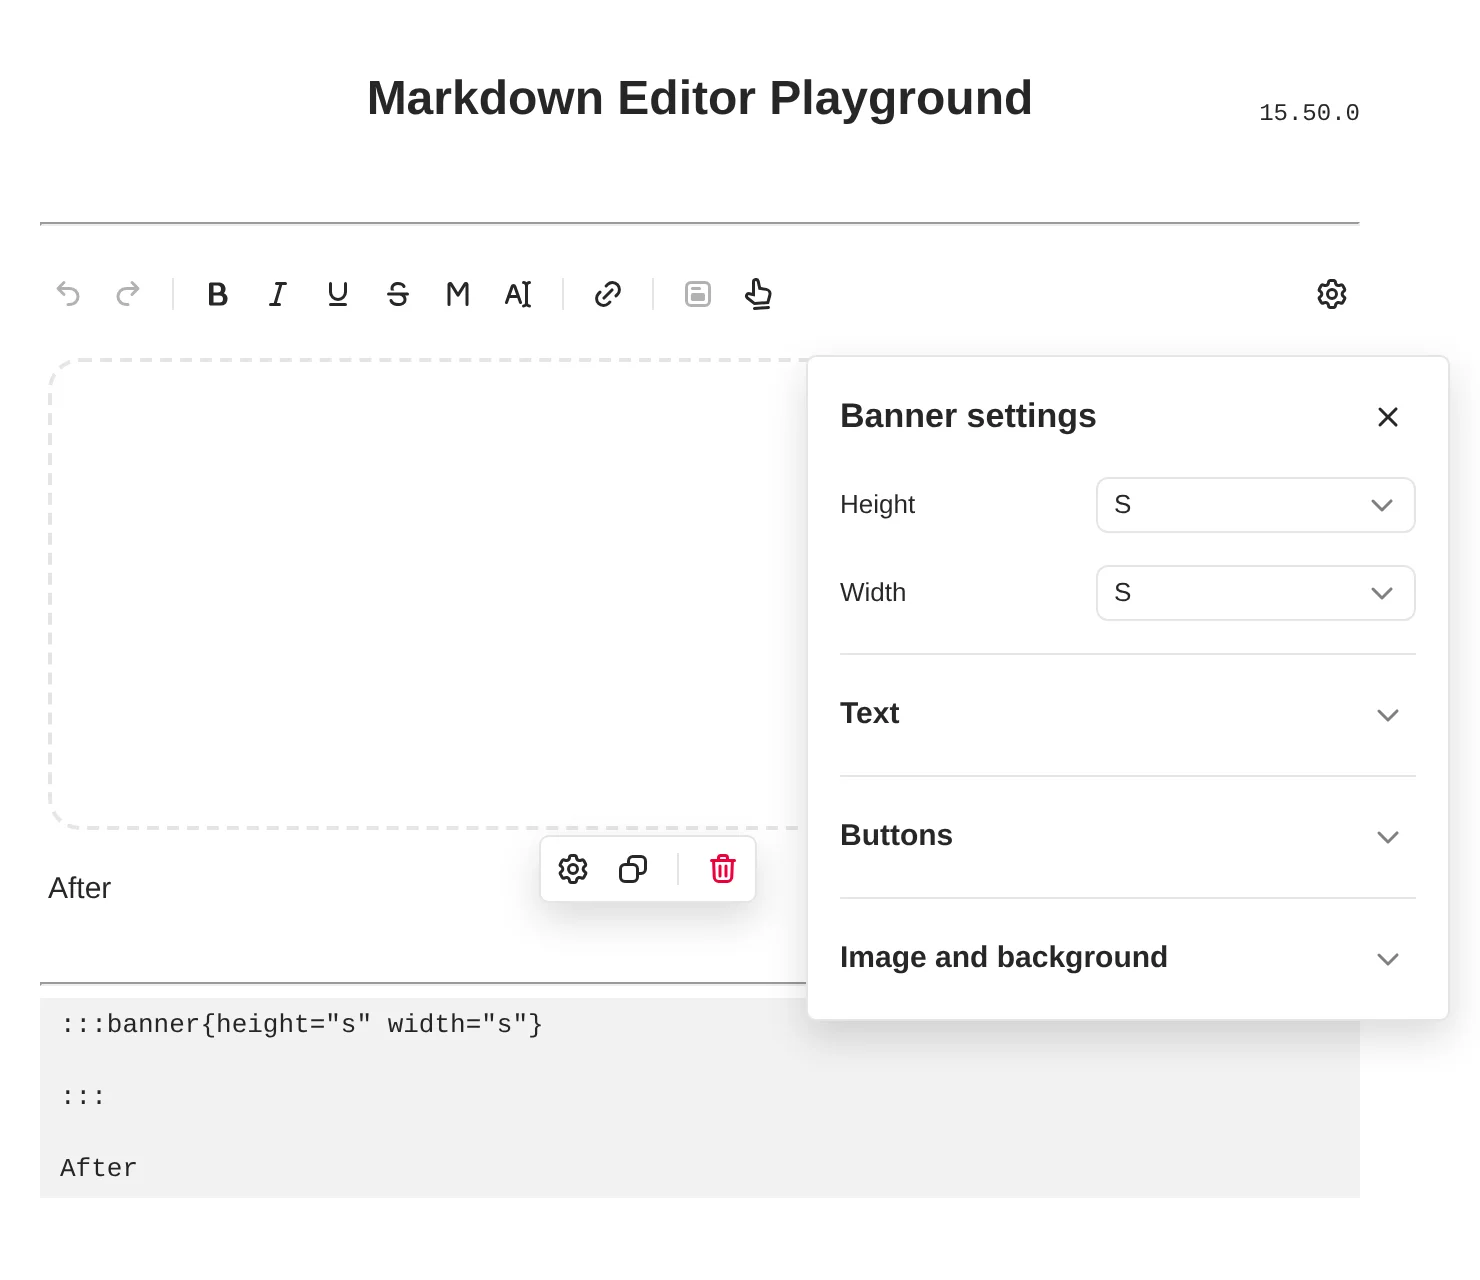 Markdown Editor Playground
15.50.0
Banner settings
Height
S
Width
S
Text
Buttons
Image and background
After
:::banner{height="s" width="s"}
:::
After